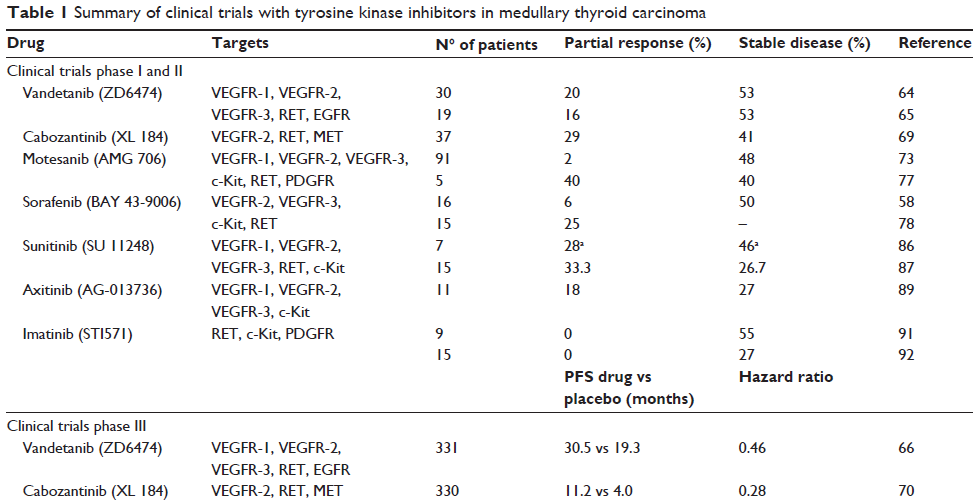 Table 1 Summary of clinical trials with tyrosine kinase inhibitors in medullary thyroid carcinoma
Drug Targets N° of patients Partial response (%) Stable disease (%) Reference
Clinical trials phase I and II
Vandetanib (ZD6474) VEGFR-1, VEGFR-2, 30 20 53 64
VEGFR-3, RET, EGFR 19 16 53 65
Cabozantinib (XL 184) VEGFR-2, RET, MET 37 29 41 69
Motesanib (AMG 706) VEGFR-1, VEGFR-2, VEGFR-3, 91 2 48 73
c-Kit, RET, PDGFR 5 40 40 77
Sorafenib (BAY 43-9006) VEGFR-2, VEGFR-3, 16 6 50 58
c-Kit, RET 15 25 – 78
Sunitinib (SU 11248) VEGFR-1, VEGFR-2, 7 28ᵃ 46ᵃ 86
VEGFR-3, RET, c-Kit 15 33.3 26.7 87
Axitinib (AG-013736) VEGFR-1, VEGFR-2, 11 18 27 89
VEGFR-3, c-Kit
Imatinib (STI571) RET, c-Kit, PDGFR 9 0 55 91
15 0 27 92
PFS drug vs Hazard ratio
placebo (months)
Clinical trials phase III
Vandetanib (ZD6474) VEGFR-1, VEGFR-2, 331 30.5 vs 19.3 0.46 66
VEGFR-3, RET, EGFR
Cabozantinib (XL 184) VEGFR-2, RET, MET 330 11.2 vs 4.0 0.28 70